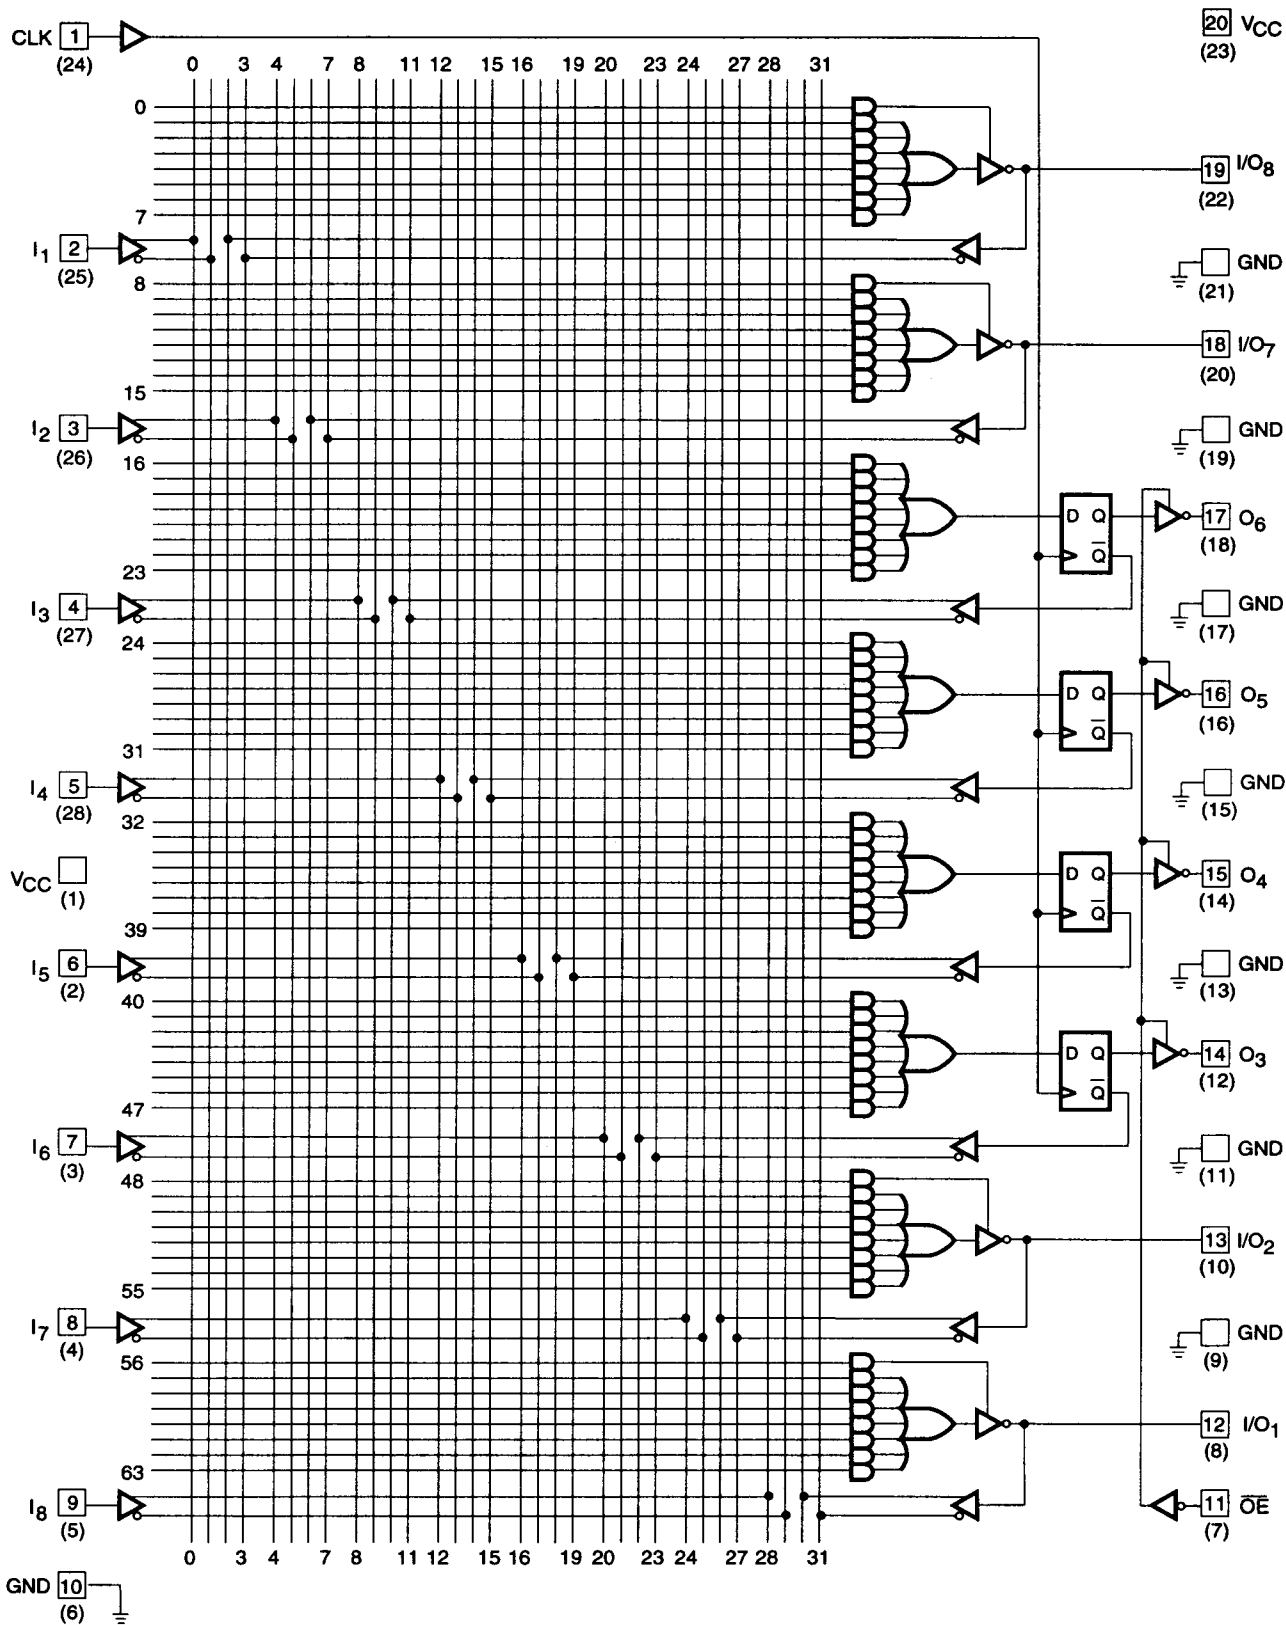 CLK 1 20 VCC
(24) (23)
0 3 4 7 8 11 12 15 16 19 20 23 24 27 28 31
0
19 I/O8
(22)
7
I1 2
(25)
GND
(21)
8
18 I/O7
(20)
15
I2 3
(26)
GND
(19)
16
D Q 17 O6
(18)
Q̅
23
I3 4
(27)
GND
(17)
24
D Q 16 O5
(16)
Q̅
31
I4 5
(28)
GND
(15)
32
VCC
(1)
D Q 15 O4
(14)
Q̅
39
I5 6
(2)
GND
(13)
40
D Q 14 O3
(12)
Q̅
47
I6 7
(3)
GND
(11)
48
13 I/O2
(10)
55
I7 8
(4)
GND
(9)
56
12 I/O1
(8)
63
I8 9
(5)
11 O̅E̅
(7)
0 3 4 7 8 11 12 15 16 19 20 23 24 27 28 31
GND 10
(6)